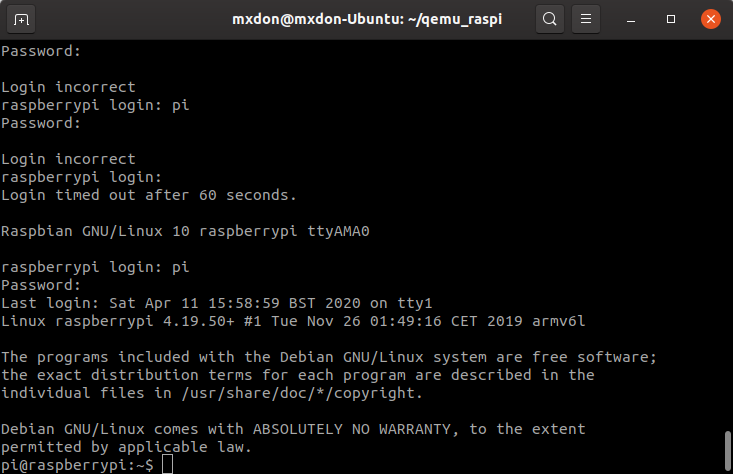 mxdon@mxdon-Ubuntu: ~/qemu_raspi
Password:
Login incorrect
raspberrypi login: pi
Password:
Login incorrect
raspberrypi login:
Login timed out after 60 seconds.
Raspbian GNU/Linux 10 raspberrypi ttyAMA0
raspberrypi login: pi
Password:
Last login: Sat Apr 11 15:58:59 BST 2020 on tty1
Linux raspberrypi 4.19.50+ #1 Tue Nov 26 01:49:16 CET 2019 armv6l
The programs included with the Debian GNU/Linux system are free software;
the exact distribution terms for each program are described in the
individual files in /usr/share/doc/*/copyright.
Debian GNU/Linux comes with ABSOLUTELY NO WARRANTY, to the extent
permitted by applicable law.
pi@raspberrypi:~$